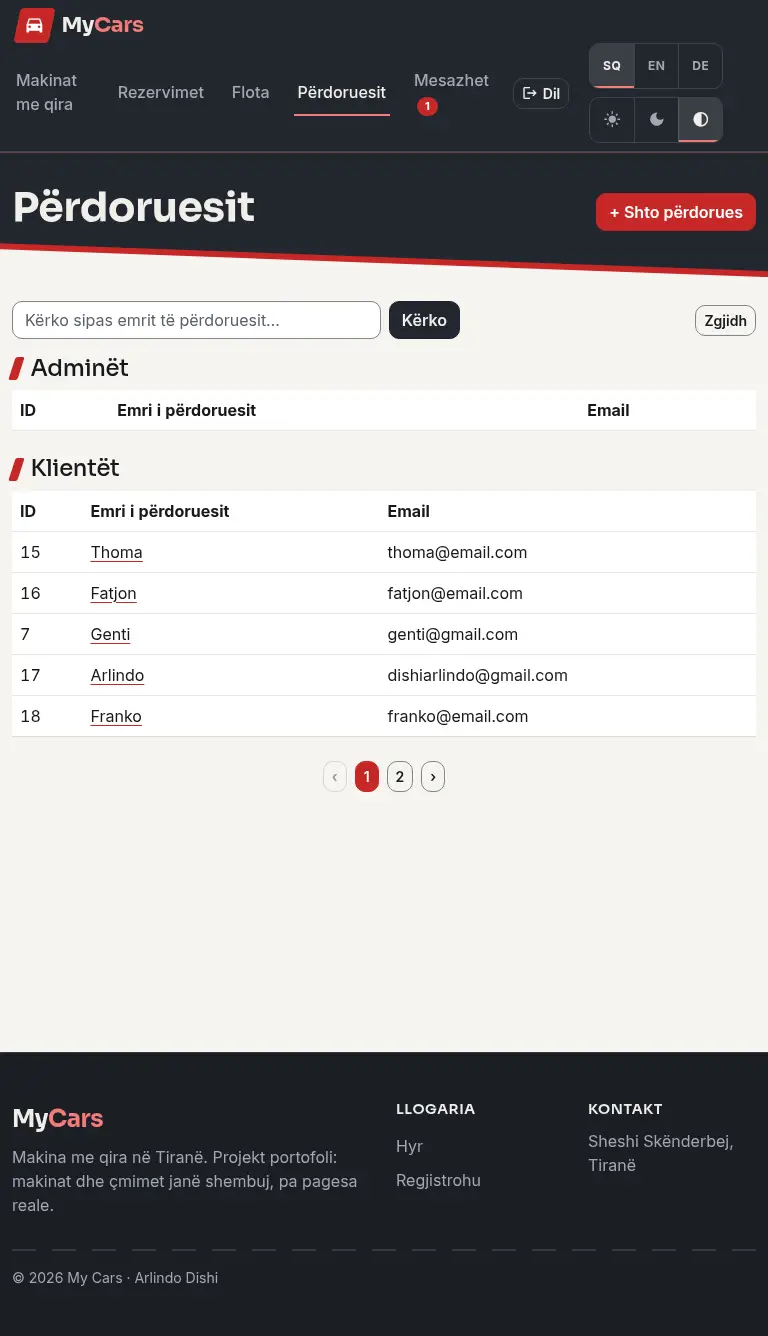 MyCars
Makinat me qira
Rezervimet
Flota
Përdoruesit
Mesazhet
1
Dil
SQ EN DE
Përdoruesit
+ Shto përdorues
Kërko sipas emrit të përdoruesit...
Kërko
Zgjidh
Adminët
ID Emri i përdoruesit Email
Klientët
ID Emri i përdoruesit Email
15 Thoma thoma@email.com
16 Fatjon fatjon@email.com
7 Genti genti@gmail.com
17 Arlindo dishiarlindo@gmail.com
18 Franko franko@email.com
‹ 1 2 ›
MyCars
Makina me qira në Tiranë. Projekt portofoli:
makinat dhe çmimet janë shembuj, pa pagesa
reale.
LLOGARIA
Hyr
Regjistrohu
KONTAKT
Sheshi Skënderbej,
Tiranë
© 2026 My Cars · Arlindo Dishi